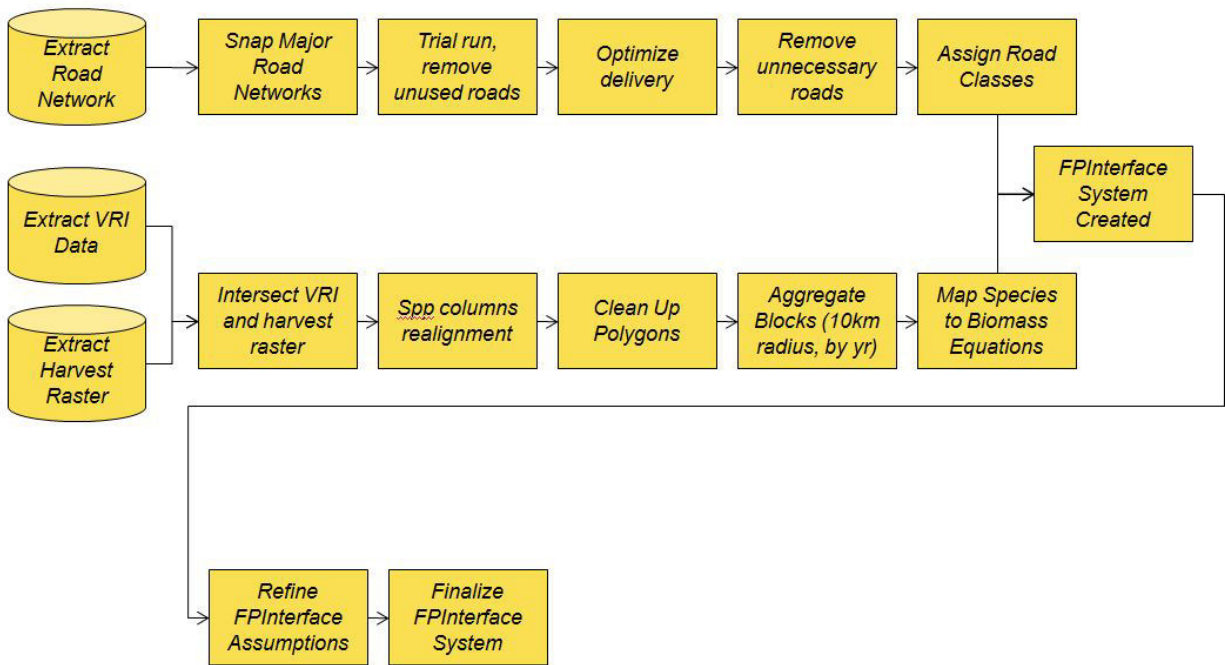 Extract
Road
Network
Snap Major
Road
Networks
Trial run,
remove
unused roads
Optimize
delivery
Remove
unnecessary
roads
Assign Road
Classes
FPInterface
System
Created
Extract VRI
Data
Extract
Harvest
Raster
Intersect VRI
and harvest
raster
Spp columns
realignment
Clean Up
Polygons
Aggregate
Blocks (10km
radius, by yr)
Map Species
to Biomass
Equations
Refine
FPInterface
Assumptions
Finalize
FPInterface
System